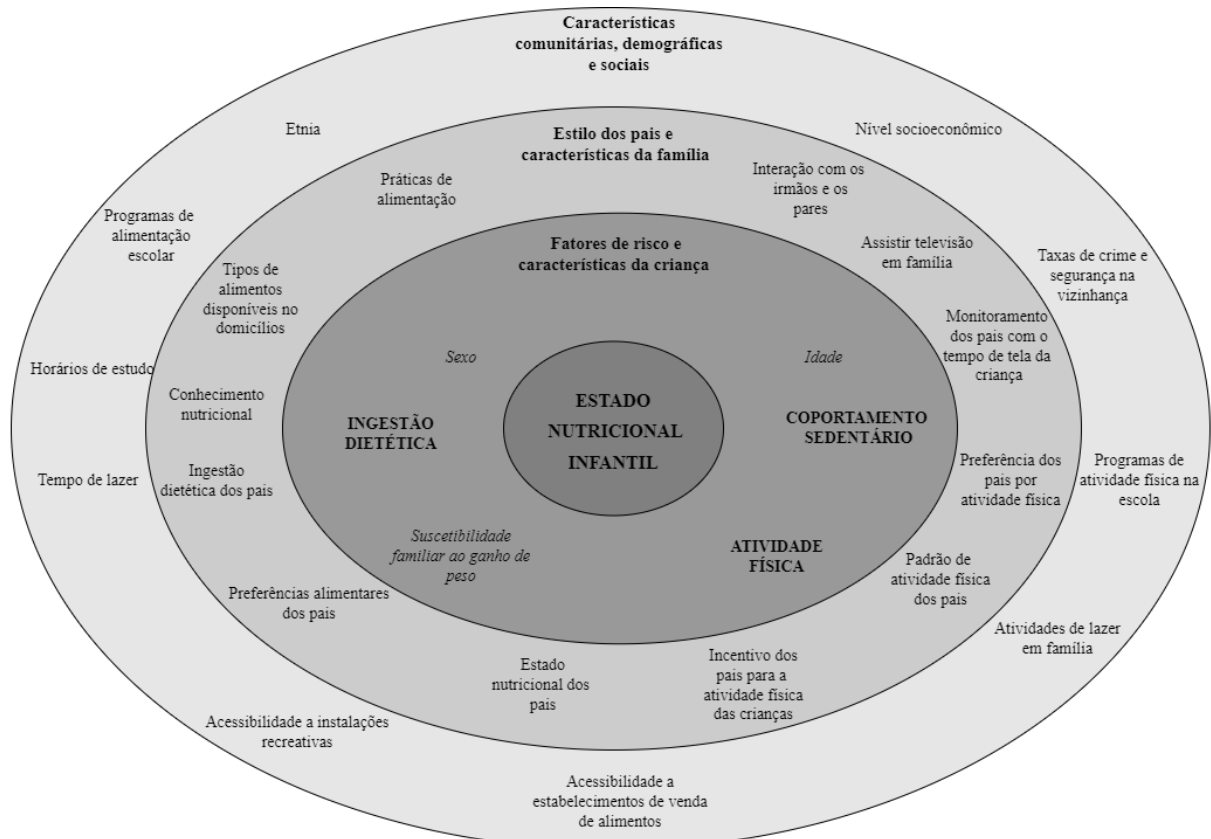 Características
comunitárias, demográficas
e sociais
Etnia
Nível socioeconômico
Programas de
alimentação
escolar
Taxas de crime e
segurança na
vizinhança
Horários de estudo
Tempo de lazer
Programas de
atividade física na
escola
Atividades de lazer
em família
Acessibilidade a instalações
recreativas
Acessibilidade a
estabelecimentos de venda
de alimentos
Estilo dos pais e
características da família
Práticas de
alimentação
Interação com os
irmãos e os
pares
Assistir televisão
em família
Tipos de
alimentos
disponíveis no
domicílios
Monitoramento
dos pais com o
tempo de tela da
criança
Conhecimento
nutricional
Ingestão
dietética dos pais
Preferência dos
pais por
atividade física
Padrão de
atividade física
dos pais
Preferências alimentares
dos pais
Estado
nutricional dos
pais
Incentivo dos
pais para a
atividade física
das crianças
Fatores de risco e
características da criança
Sexo
Idade
INGESTÃO
DIETÉTICA
COPORTAMENTO
SEDENTÁRIO
Suscetibilidade
familiar ao ganho de
peso
ATIVIDADE
FÍSICA
ESTADO
NUTRICIONAL
INFANTIL